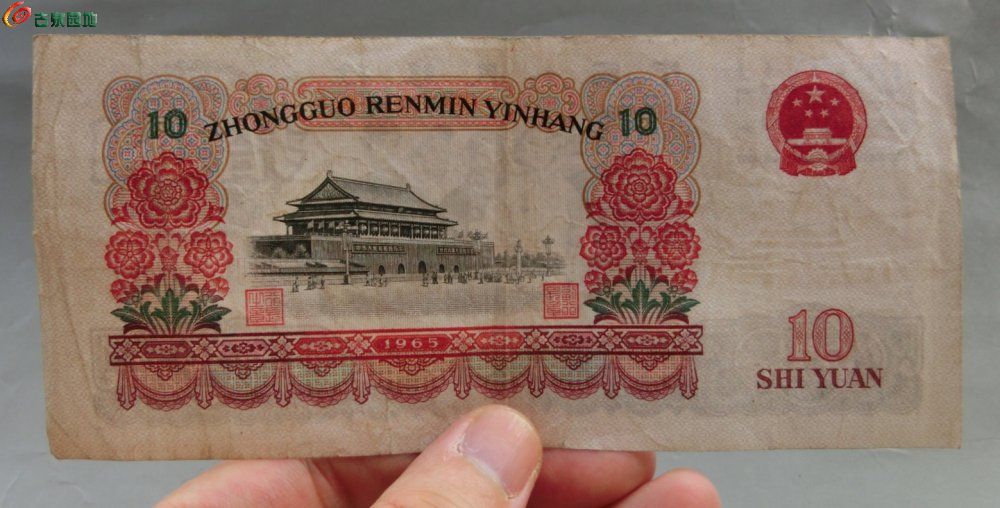 古泉园地
10 ZHONGGUO RENMIN YINHANG 10
1965
10
SHI YUAN